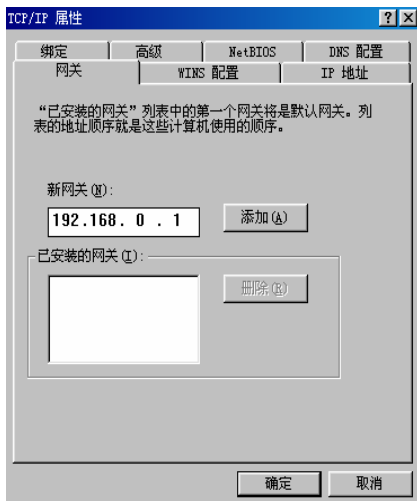 TCP/IP 属性
绑定 高级 NetBIOS DNS 配置
网关 WINS 配置 IP 地址
“已安装的网关”列表中的第一个网关将是默认网关。列
表的地址顺序就是这些计算机使用的顺序。
新网关(N):
192.168. 0 . 1 添加(A)
已安装的网关(I):
删除(R)
确定 取消